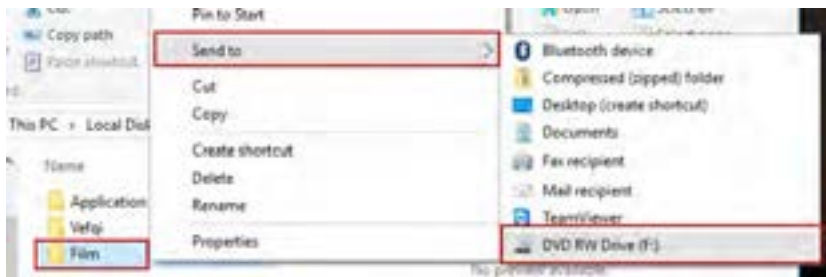 Pin to Start
Copy path
Send to
Cut
Copy
Create shortcut
Delete
Rename
Properties
Bluetooth device
Compressed (zipped) folder
Desktop (create shortcut)
Documents
Fax recipient
Mail recipient
TeamViewer
DVD RW Drive (F:)
This PC › Local Disk
Name
Application
Vefqi
Film
No preview available.